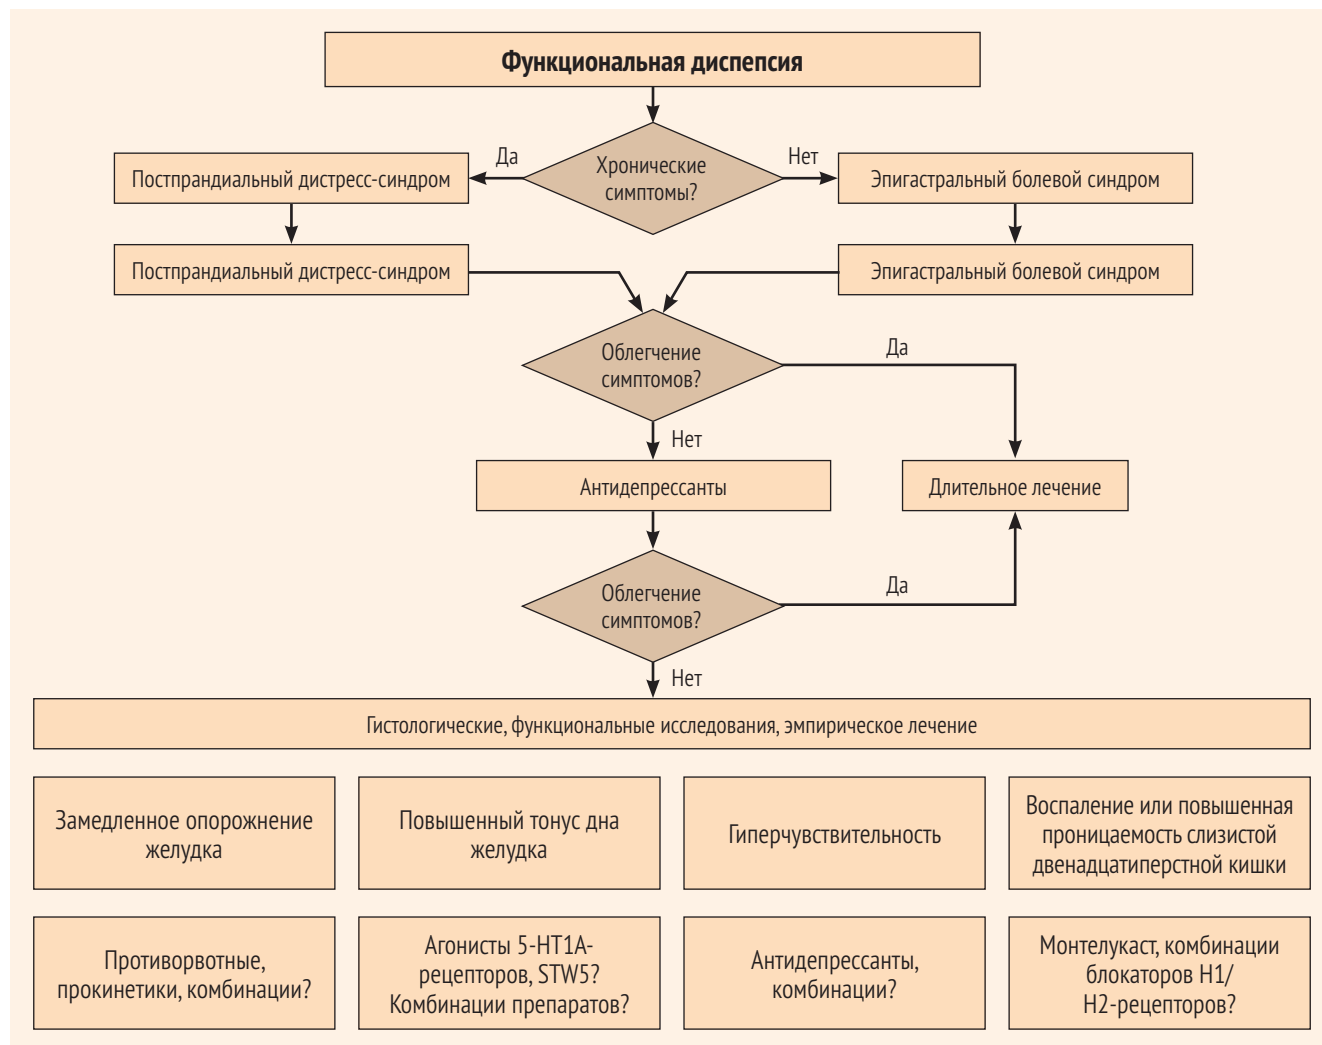 Функциональная диспепсия
Да
Хронические
симптомы?
Нет
Постпрандиальный дистресс-синдром
Эпигастральный болевой синдром
Постпрандиальный дистресс-синдром
Эпигастральный болевой синдром
Облегчение
симптомов?
Да
Нет
Антидепрессанты
Длительное лечение
Облегчение
симптомов?
Да
Нет
Гистологические, функциональные исследования, эмпирическое лечение
Замедленное опорожнение
желудка
Повышенный тонус дна
желудка
Гиперчувствительность
Воспаление или повышенная
проницаемость слизистой
двенадцатиперстной кишки
Противорвотные,
прокинетики, комбинации?
Агонисты 5-HT1A-
рецепторов, STW5?
Комбинации препаратов?
Антидепрессанты,
комбинации?
Монтелукаст, комбинации
блокаторов H1/
H2-рецепторов?